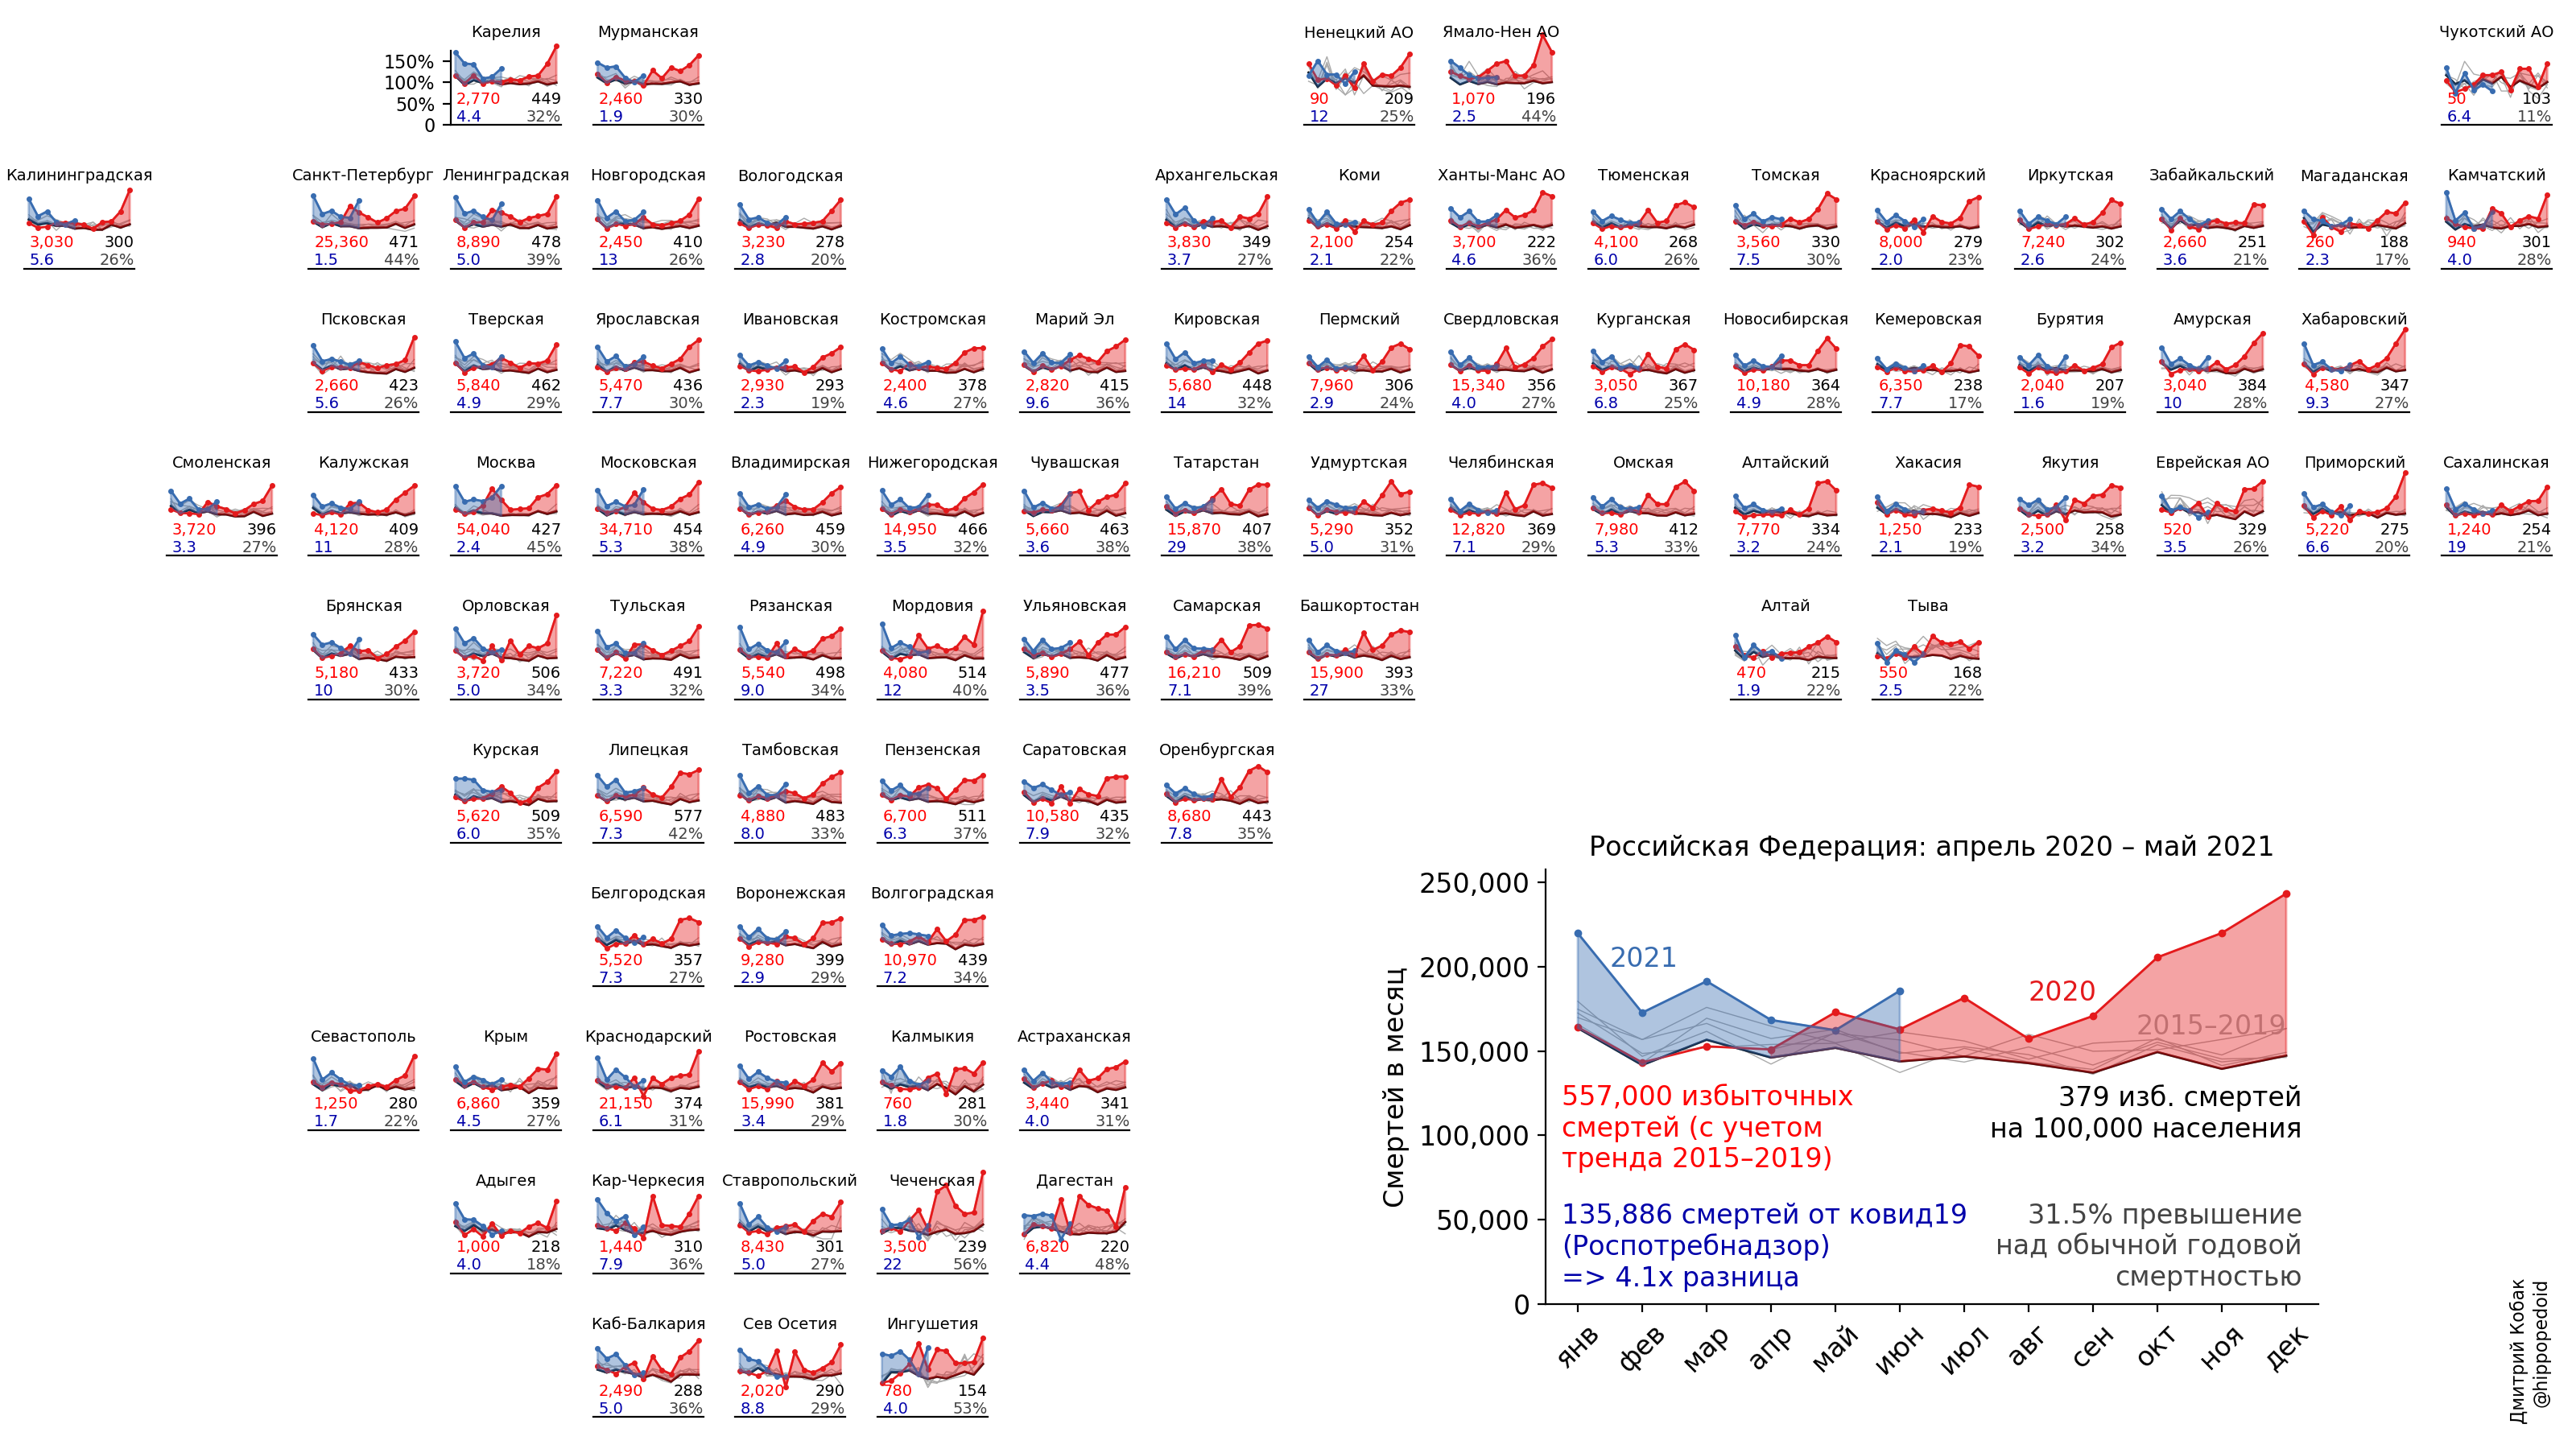 Карелия Мурманская Ненецкий АО Ямало-Нен АО Чукотский АО
150%
100%
50%
0
2,770 449 2,460 330 90 209 1,070 196 50 103
4.4 32% 1.9 30% 12 25% 2.5 44% 6.4 11%
Калининградская Санкт-Петербург Ленинградская Новгородская Вологодская Архангельская Коми Ханты-Манс АО Тюменская Томская Красноярский Иркутская Забайкальский Магаданская Камчатский
3,030 300 25,360 471 8,890 478 2,450 410 3,230 278 3,830 349 2,100 254 3,700 222 4,100 268 3,560 330 8,000 279 7,240 302 2,660 251 260 188 940 301
5.6 26% 1.5 44% 5.0 39% 13 26% 2.8 20% 3.7 27% 2.1 22% 4.6 36% 6.0 26% 7.5 30% 2.0 23% 2.6 24% 3.6 21% 2.3 17% 4.0 28%
Псковская Тверская Ярославская Ивановская Костромская Марий Эл Кировская Пермский Свердловская Курганская Новосибирская Кемеровская Бурятия Амурская Хабаровский
2,660 423 5,840 462 5,470 436 2,930 293 2,400 378 2,820 415 5,680 448 7,960 306 15,340 356 3,050 367 10,180 364 6,350 238 2,040 207 3,040 384 4,580 347
5.6 26% 4.9 29% 7.7 30% 2.3 19% 4.6 27% 9.6 36% 14 32% 2.9 24% 4.0 27% 6.8 25% 4.9 28% 7.7 17% 1.6 19% 10 28% 9.3 27%
Смоленская Калужская Москва Московская Владимирская Нижегородская Чувашская Татарстан Удмуртская Челябинская Омская Алтайский Хакасия Якутия Еврейская АО Приморский Сахалинская
3,720 396 4,120 409 54,040 427 34,710 454 6,260 459 14,950 466 5,660 463 15,870 407 5,290 352 12,820 369 7,980 412 7,770 334 1,250 233 2,500 258 520 329 5,220 275 1,240 254
3.3 27% 11 28% 2.4 45% 5.3 38% 4.9 30% 3.5 32% 3.6 38% 29 38% 5.0 31% 7.1 29% 5.3 33% 3.2 24% 2.1 19% 3.2 34% 3.5 26% 6.6 20% 19 21%
Брянская Орловская Тульская Рязанская Мордовия Ульяновская Самарская Башкортостан Алтай Тыва
5,180 433 3,720 506 7,220 491 5,540 498 4,080 514 5,890 477 16,210 509 15,900 393 470 215 550 168
10 30% 5.0 34% 3.3 32% 9.0 34% 12 40% 3.5 36% 7.1 39% 27 33% 1.9 22% 2.5 22%
Курская Липецкая Тамбовская Пензенская Саратовская Оренбургская
5,620 509 6,590 577 4,880 483 6,700 511 10,580 435 8,680 443
6.0 35% 7.3 42% 8.0 33% 6.3 37% 7.9 32% 7.8 35%
Белгородская Воронежская Волгоградская
5,520 357 9,280 399 10,970 439
7.3 27% 2.9 29% 7.2 34%
Севастополь Крым Краснодарский Ростовская Калмыкия Астраханская
1,250 280 6,860 359 21,150 374 15,990 381 760 281 3,440 341
1.7 22% 4.5 27% 6.1 31% 3.4 29% 1.8 30% 4.0 31%
Адыгея Кар-Черкесия Ставропольский Чеченская Дагестан
1,000 218 1,440 310 8,430 301 3,500 239 6,820 220
4.0 18% 7.9 36% 5.0 27% 22 56% 4.4 48%
Каб-Балкария Сев Осетия Ингушетия
2,490 288 2,020 290 780 154
5.0 36% 8.8 29% 4.0 53%
Российская Федерация: апрель 2020 – май 2021
Смертей в месяц
250,000
200,000
150,000
100,000
50,000
0
2021
2020
2015–2019
557,000 избыточных
смертей (с учетом
тренда 2015–2019)
379 изб. смертей
на 100,000 населения
135,886 смертей от ковид19
(Роспотребнадзор)
=> 4.1x разница
31.5% превышение
над обычной годовой
смертностью
янв фев мар апр май июн июл авг сен окт ноя дек
Дмитрий Кобак
@hippopedoid